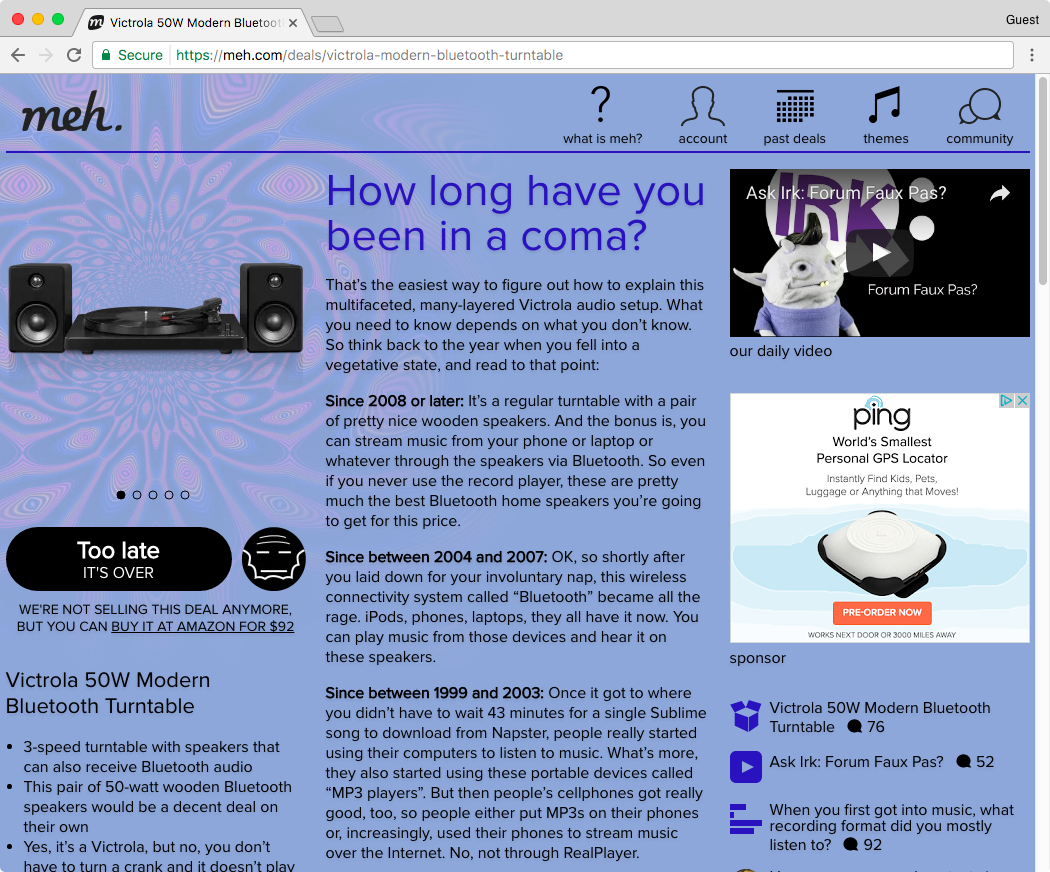 Victrola 50W Modern Bluetooth
Guest
Secure
https://meh.com/deals/victrola-modern-bluetooth-turntable
meh.
what is meh?
account
past deals
themes
community
Too late
IT'S OVER
WE'RE NOT SELLING THIS DEAL ANYMORE,
BUT YOU CAN BUY IT AT AMAZON FOR $92
Victrola 50W Modern
Bluetooth Turntable
• 3-speed turntable with speakers that
can also receive Bluetooth audio
• This pair of 50-watt wooden Bluetooth
speakers would be a decent deal on
their own
• Yes, it's a Victrola, but no, you don't
have to turn a crank and it doesn't play
How long have you
been in a coma?
That's the easiest way to figure out how to explain this
multifaceted, many-layered Victrola audio setup. What
you need to know depends on what you don't know.
So think back to the year when you fell into a
vegetative state, and read to that point:
Since 2008 or later: It's a regular turntable with a pair
of pretty nice wooden speakers. And the bonus is, you
can stream music from your phone or laptop or
whatever through the speakers via Bluetooth. So even
if you never use the record player, these are pretty
much the best Bluetooth home speakers you're going
to get for this price.
Since between 2004 and 2007: OK, so shortly after
you laid down for your involuntary nap, this wireless
connectivity system called “Bluetooth” became all the
rage. iPods, phones, laptops, they all have it now. You
can play music from those devices and hear it on
these speakers.
Since between 1999 and 2003: Once it got to where
you didn't have to wait 43 minutes for a single Sublime
song to download from Napster, people really started
using their computers to listen to music. What's more,
they also started using these portable devices called
“MP3 players”. But then people's cellphones got really
good, too, so people either put MP3s on their phones
or, increasingly, used their phones to stream music
over the Internet. No, not through RealPlayer.
Ask Irk: Forum Faux Pas?
IRK
Forum Faux Pas?
our daily video
ping
World's Smallest
Personal GPS Locator
Instantly Find Kids, Pets,
Luggage or Anything that Moves!
PRE-ORDER NOW
WORKS NEXT DOOR OR 3000 MILES AWAY
sponsor
Victrola 50W Modern Bluetooth
Turntable 76
Ask Irk: Forum Faux Pas? 52
When you first got into music, what
recording format did you mostly
listen to? 92